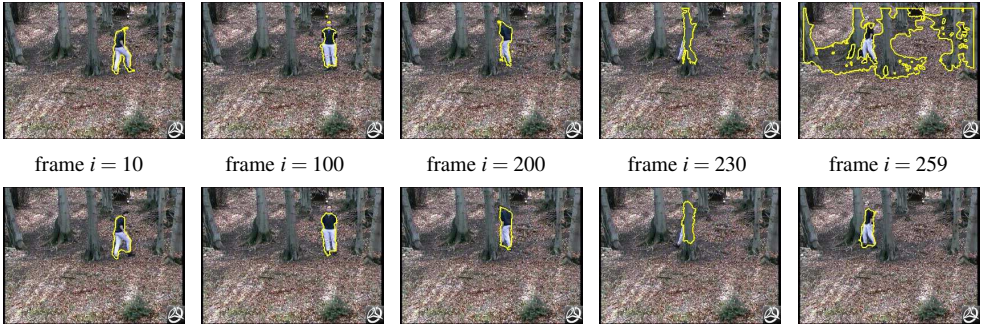 frame i = 10 frame i = 100 frame i = 200 frame i = 230 frame i = 259